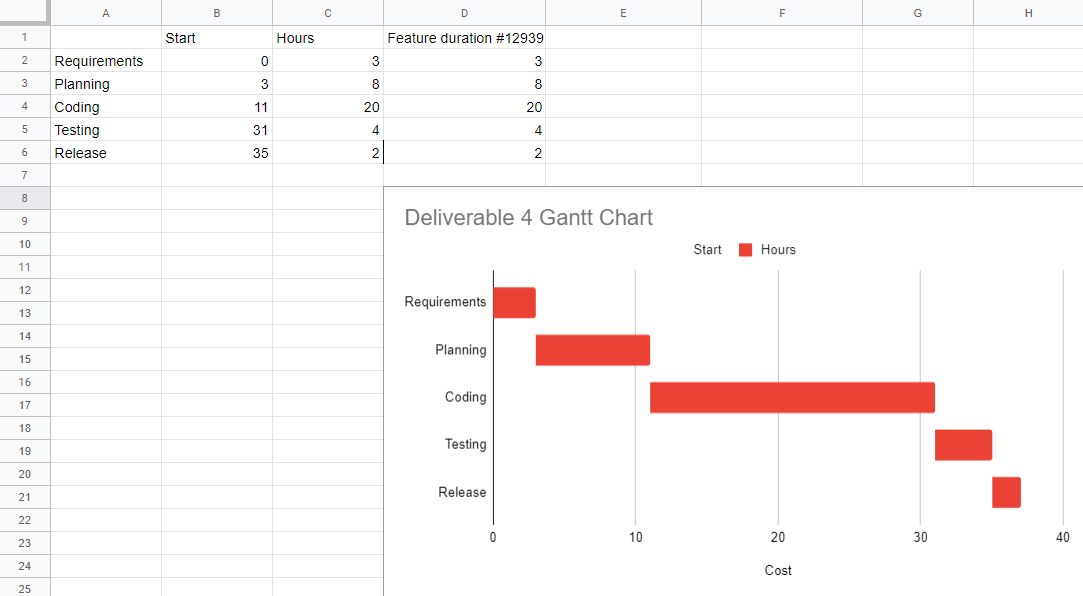 A B C D E F G H
1 Start Hours Feature duration #12939
2 Requirements 0 3 3
3 Planning 3 8 8
4 Coding 11 20 20
5 Testing 31 4 4
6 Release 35 2 2
7
8
9
10
11
12
13
14
15
16
17
18
19
20
21
22
23
24
25
Deliverable 4 Gantt Chart
Start Hours
Requirements
Planning
Coding
Testing
Release
0 10 20 30 40
Cost